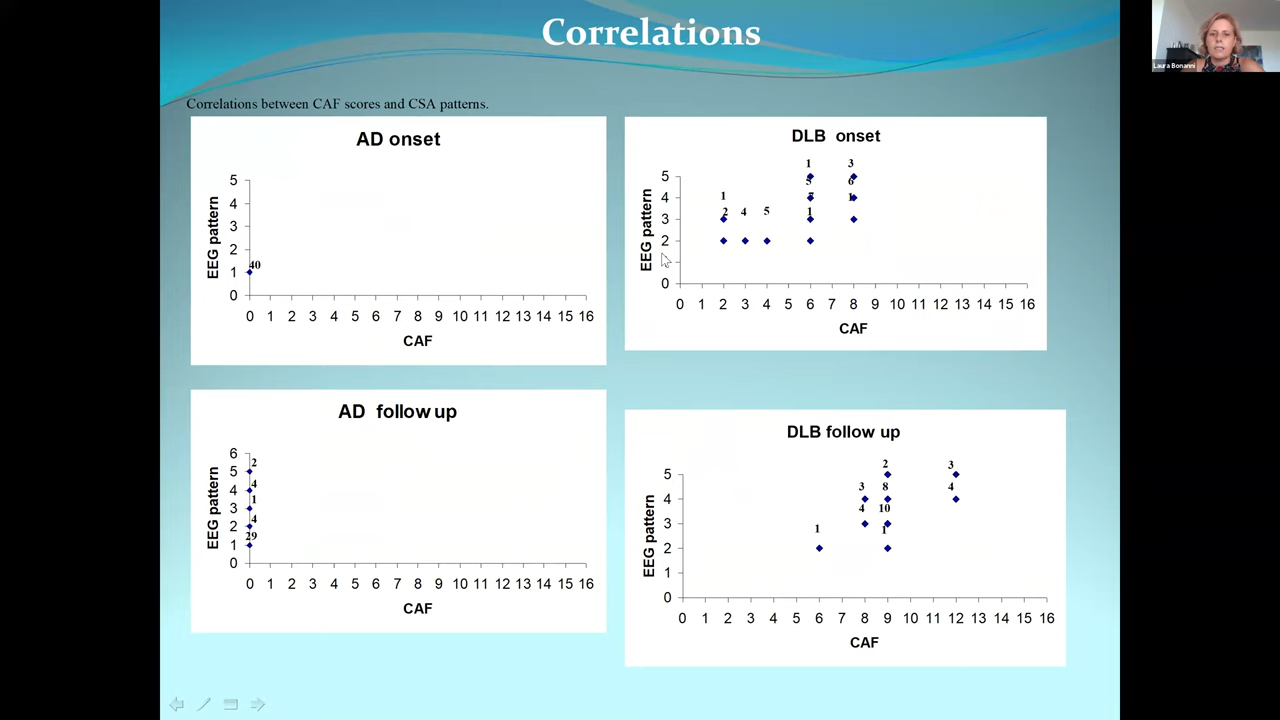 Correlations
Laura Bonanni
Correlations between CAF scores and CSA patterns.
AD onset
EEG pattern
5
4
3
2
1
0
40
0 1 2 3 4 5 6 7 8 9 10 11 12 13 14 15 16
CAF
DLB onset
EEG pattern
5
4
3
2
0
1 3
5 6
1 7 1
2 4 5 1
0 1 2 3 4 5 6 7 8 9 10 11 12 13 14 15 16
CAF
AD follow up
EEG pattern
6
5
4
3
2
1
0
2
4
1
4
29
0 1 2 3 4 5 6 7 8 9 10 11 12 13 14 15 16
CAF
DLB follow up
EEG pattern
5
4
3
2
1
0
2 3
3 8 4
4 10
1 1
0 1 2 3 4 5 6 7 8 9 10 11 12 13 14 15 16
CAF